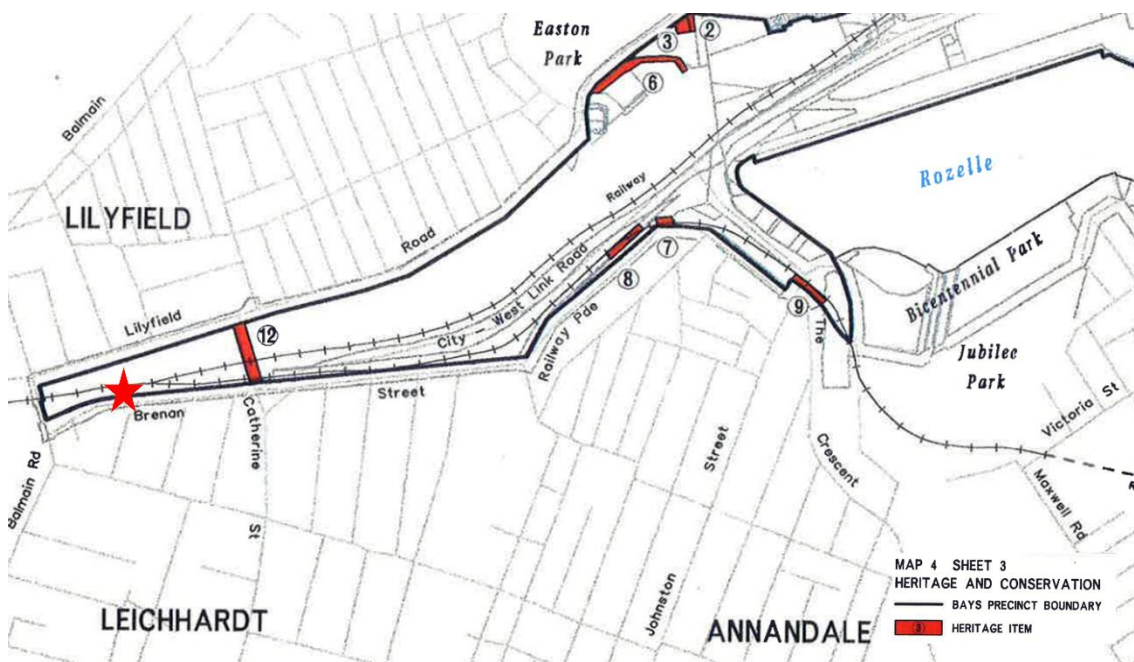 Easton
Park
③
②
⑥
Balmain
LILYFIELD
Railway
Rozelle
Road
⑦
⑧
City - West Link Road
Bicentennial Park
⑨
The
Lilyfield
⑫
Railway Pde
Jubilee
Park
Street
Brenan
Catherine
St
Victoria St
Balmain Rd
Street
Crescent
Maxwell Rd
R
MAP 4 SHEET 3
HERITAGE AND CONSERVATION
BAYS PRECINCT BOUNDARY
③ HERITAGE ITEM
Johnston
LEICHHARDT
ANNANDALE